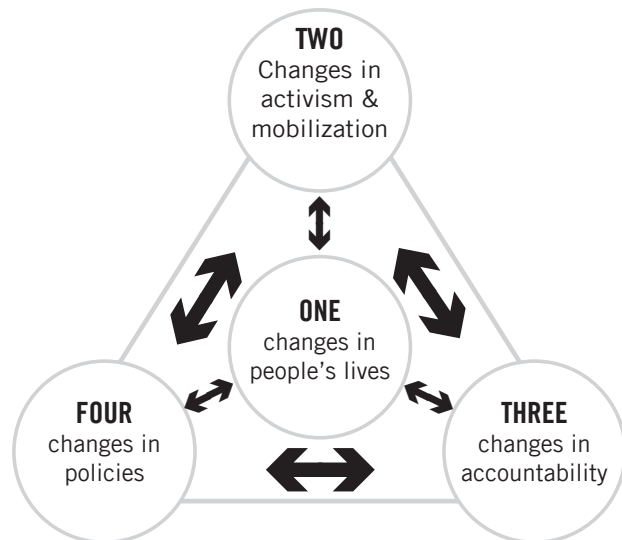 TWO
Changes in
activism &
mobilization
ONE
changes in
people’s lives
FOUR
changes in
policies
THREE
changes in
accountability